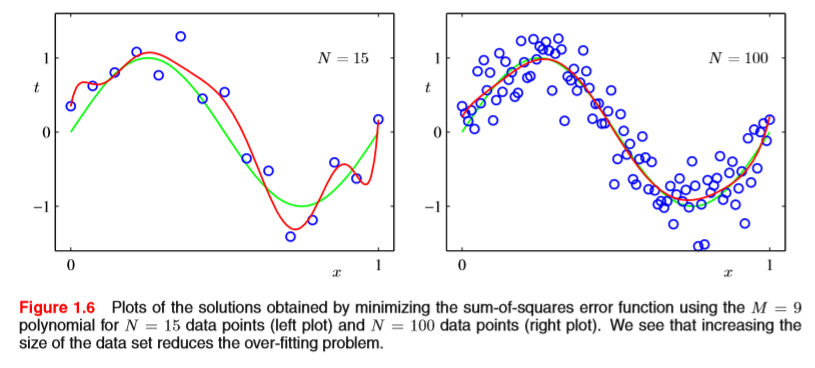 N = 15
1
t
0
−1
0
x
1
N = 100
1
t
0
−1
0
x
1
Figure 1.6 Plots of the solutions obtained by minimizing the sum-of-squares error function using the M = 9
polynomial for N = 15 data points (left plot) and N = 100 data points (right plot). We see that increasing the
size of the data set reduces the over-fitting problem.